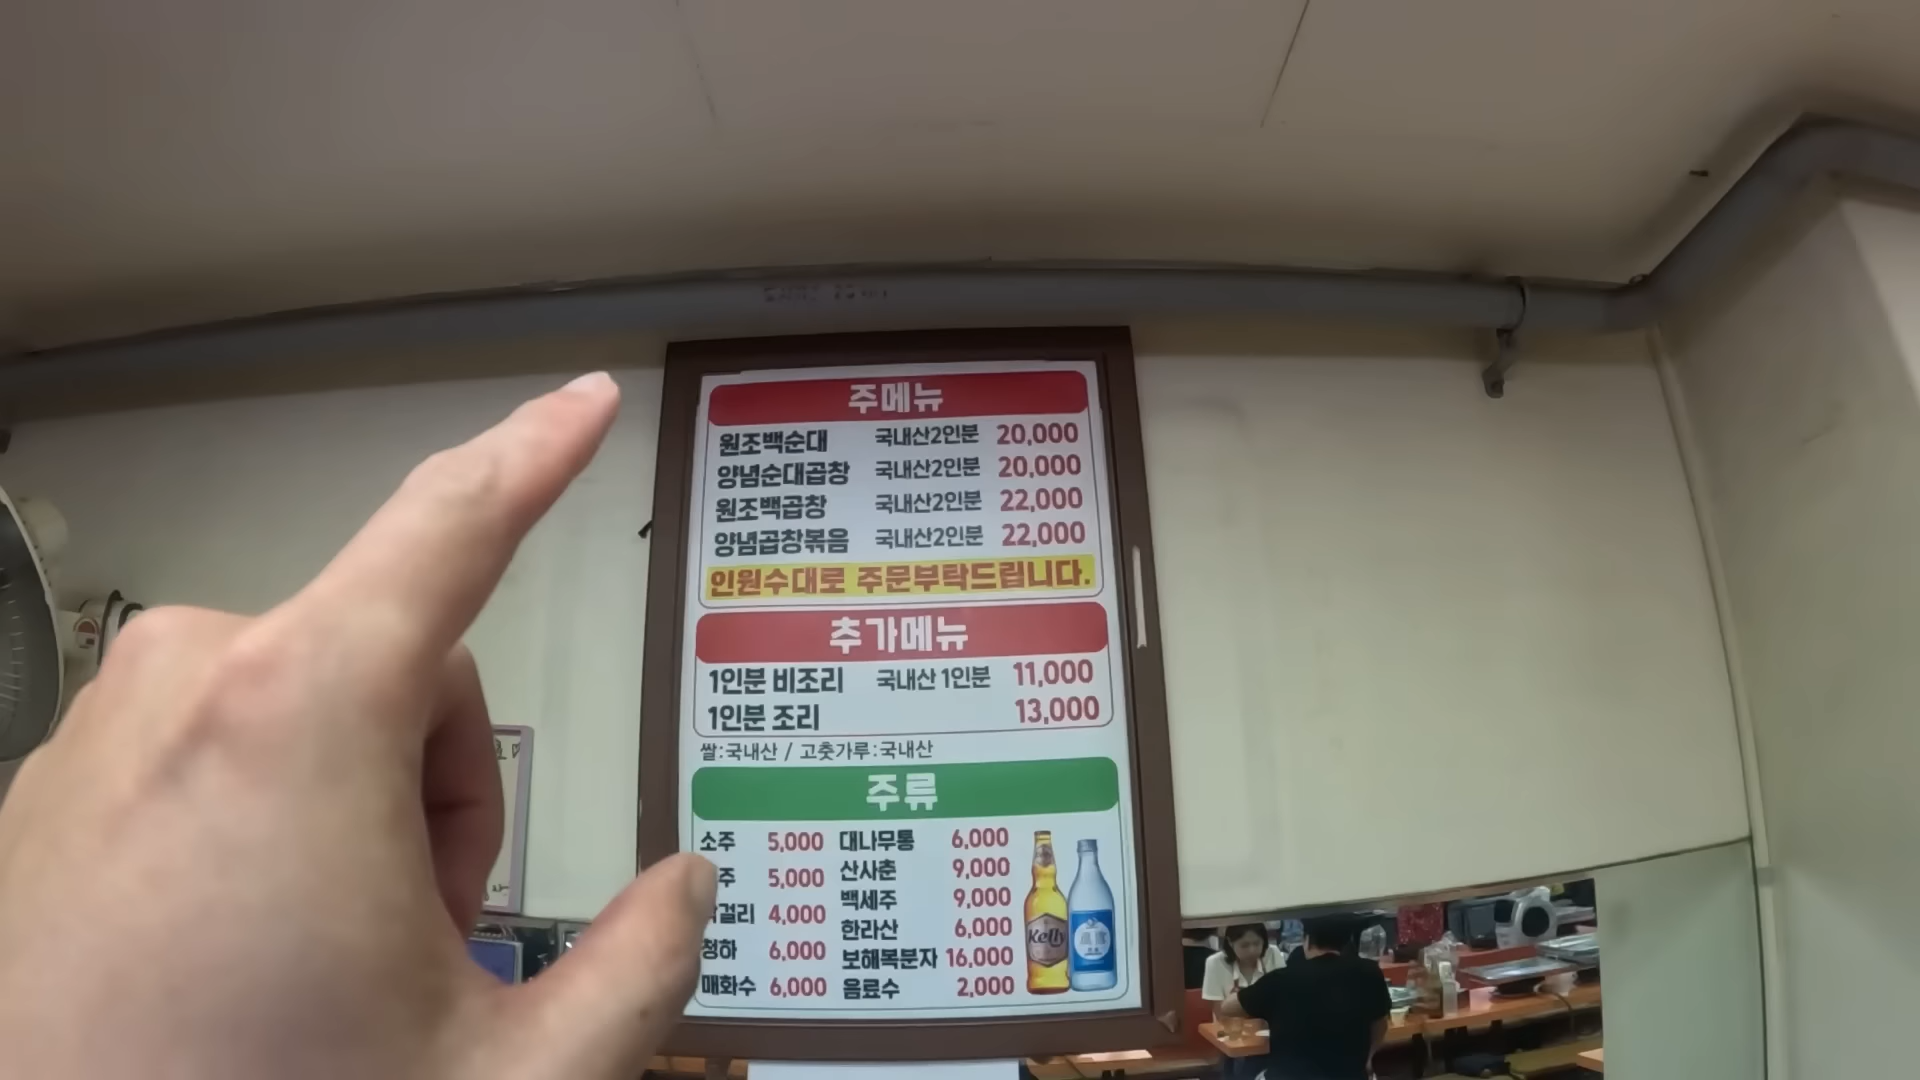 주메뉴
원조백순대 국내산2인분 20,000
양념순대곱창 국내산2인분 20,000
원조백곱창 국내산2인분 22,000
양념곱창볶음 국내산2인분 22,000
인원수대로 주문부탁드립니다.
추가메뉴
1인분 비조리 국내산 1인분 11,000
1인분 조리 13,000
쌀:국내산 / 고춧가루:국내산
주류
소주 5,000 대나무통 6,000
주 5,000 산사춘 9,000
걸리 4,000 백세주 9,000
청하 6,000 한라산 6,000
매화수 6,000 보해복분자 16,000
음료수 2,000
Kelly